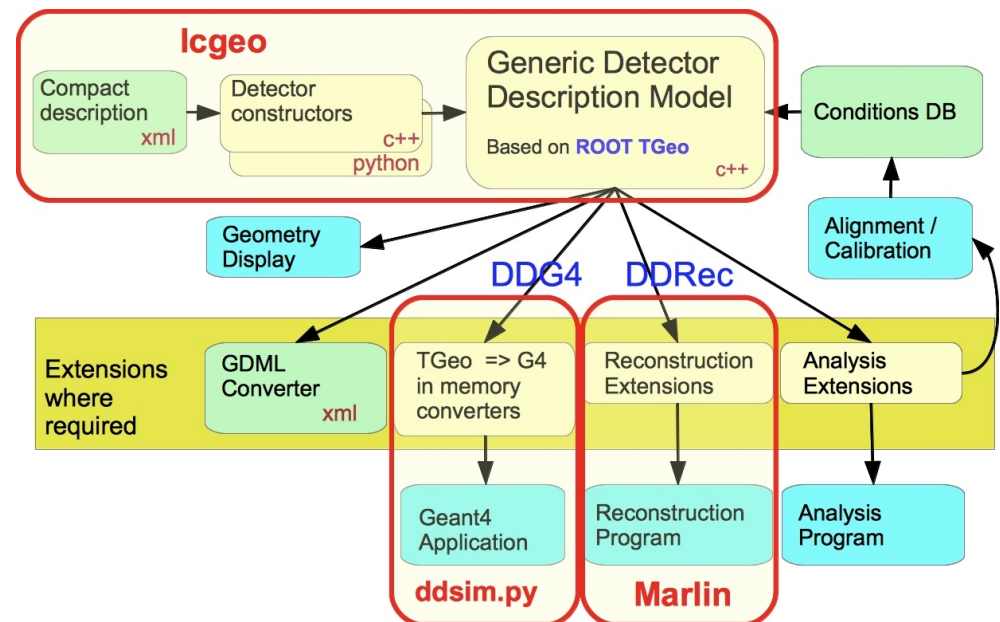 lcgeo
Compact
description
xml
Detector
constructors
c++
python
Generic Detector
Description Model
Based on ROOT TGeo
c++
Conditions DB
Geometry
Display
DDG4
DDRec
Alignment /
Calibration
Extensions
where
required
GDML
Converter
xml
TGeo => G4
in memory
converters
Reconstruction
Extensions
Analysis
Extensions
Geant4
Application
Reconstruction
Program
Analysis
Program
ddsim.py
Marlin